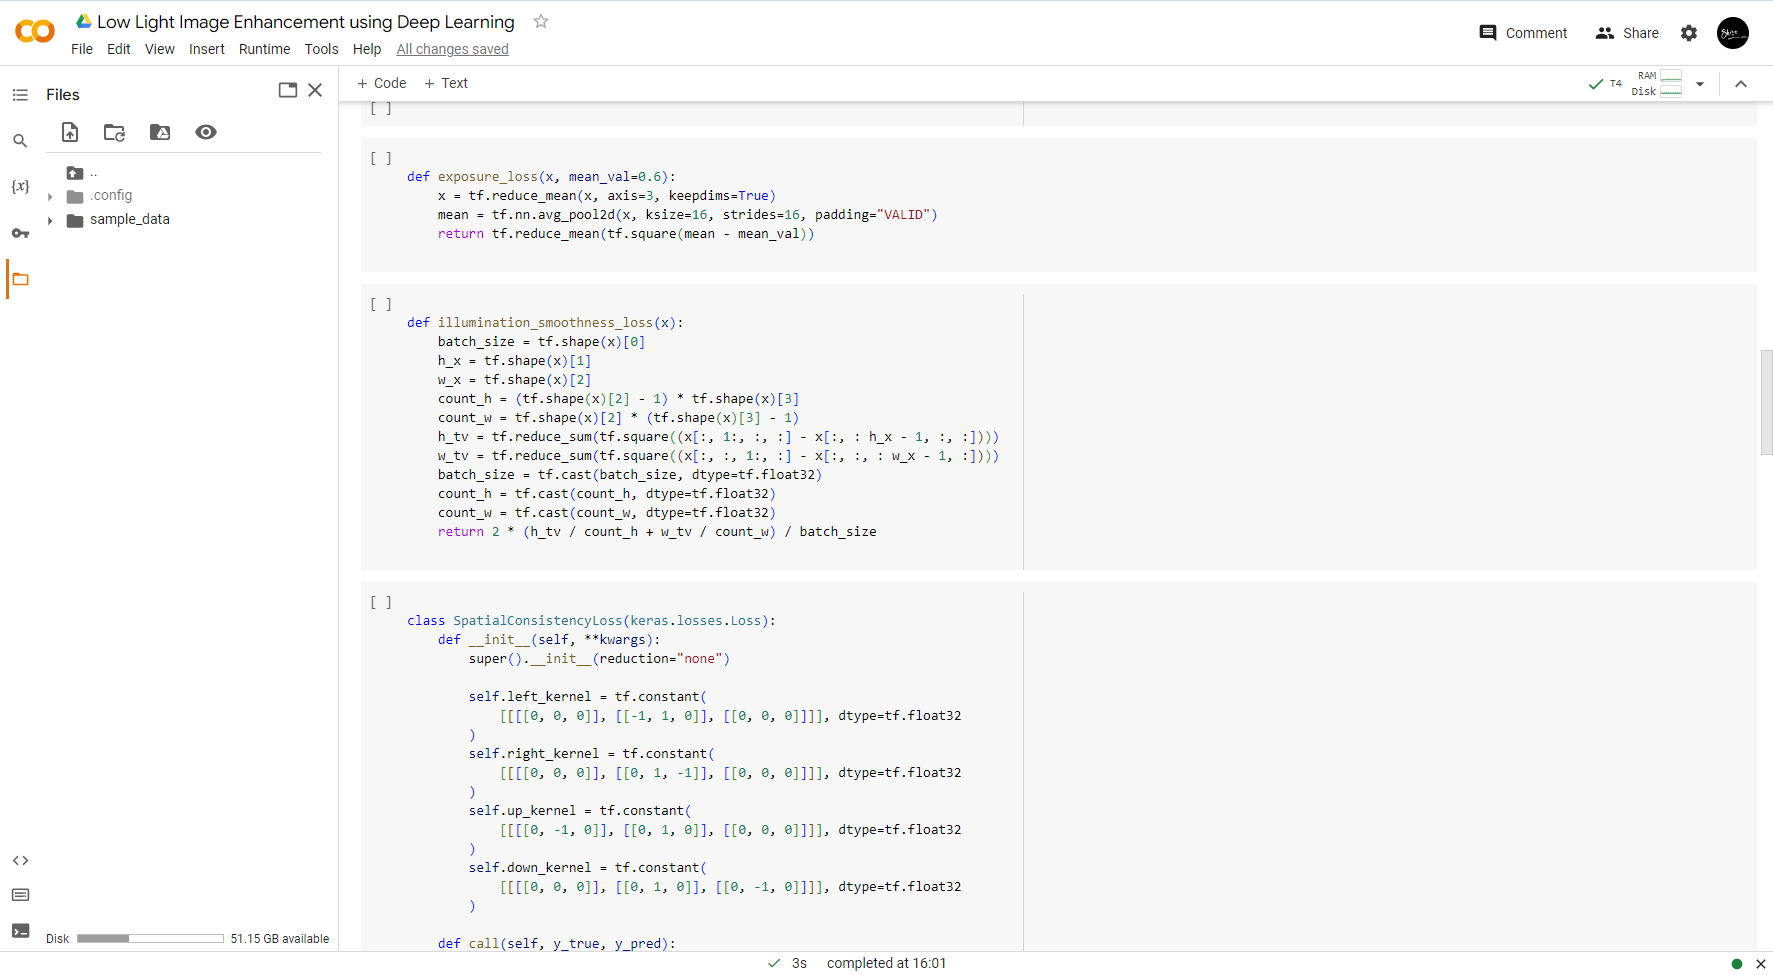 Low Light Image Enhancement using Deep Learning
File Edit View Insert Runtime Tools Help All changes saved
Comment Share
Files
+ Code + Text
T4 RAM Disk
..
.config
sample_data
{x}
[ ]
[ ]
def exposure_loss(x, mean_val=0.6):
    x = tf.reduce_mean(x, axis=3, keepdims=True)
    mean = tf.nn.avg_pool2d(x, ksize=16, strides=16, padding="VALID")
    return tf.reduce_mean(tf.square(mean - mean_val))
[ ]
def illumination_smoothness_loss(x):
    batch_size = tf.shape(x)[0]
    h_x = tf.shape(x)[1]
    w_x = tf.shape(x)[2]
    count_h = (tf.shape(x)[2] - 1) * tf.shape(x)[3]
    count_w = tf.shape(x)[2] * (tf.shape(x)[3] - 1)
    h_tv = tf.reduce_sum(tf.square((x[:, 1:, :, :] - x[:, : h_x - 1, :, :])))
    w_tv = tf.reduce_sum(tf.square((x[:, :, 1:, :] - x[:, :, : w_x - 1, :])))
    batch_size = tf.cast(batch_size, dtype=tf.float32)
    count_h = tf.cast(count_h, dtype=tf.float32)
    count_w = tf.cast(count_w, dtype=tf.float32)
    return 2 * (h_tv / count_h + w_tv / count_w) / batch_size
[ ]
class SpatialConsistencyLoss(keras.losses.Loss):
    def __init__(self, **kwargs):
        super().__init__(reduction="none")
        self.left_kernel = tf.constant(
            [[[[0, 0, 0]], [[-1, 1, 0]], [[0, 0, 0]]]], dtype=tf.float32
        )
        self.right_kernel = tf.constant(
            [[[[0, 0, 0]], [[0, 1, -1]], [[0, 0, 0]]]], dtype=tf.float32
        )
        self.up_kernel = tf.constant(
            [[[[0, -1, 0]], [[0, 1, 0]], [[0, 0, 0]]]], dtype=tf.float32
        )
        self.down_kernel = tf.constant(
            [[[[0, 0, 0]], [[0, 1, 0]], [[0, -1, 0]]]], dtype=tf.float32
        )
    def call(self, y_true, y_pred):
Disk 51.15 GB available
3s completed at 16:01